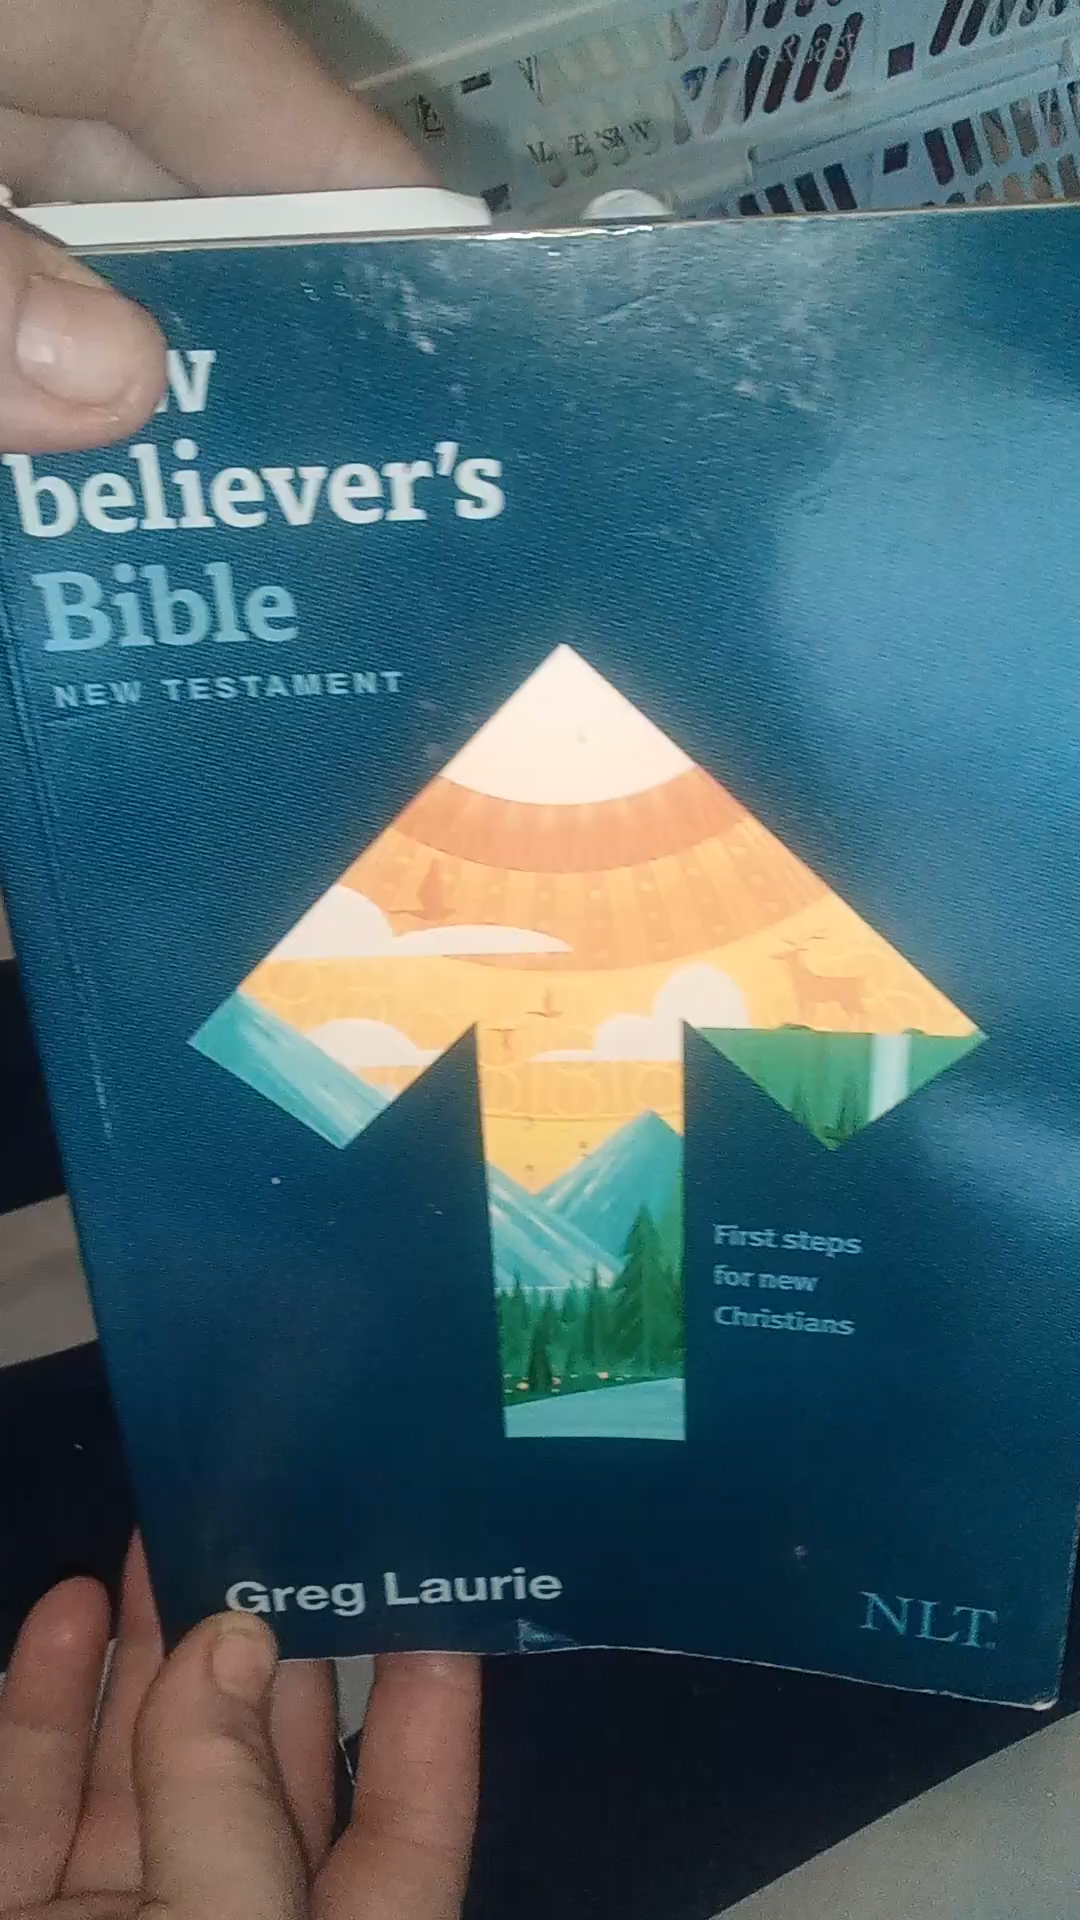 believer's
Bible
NEW TESTAMENT
First steps
for new
Christians
Greg Laurie
NLT